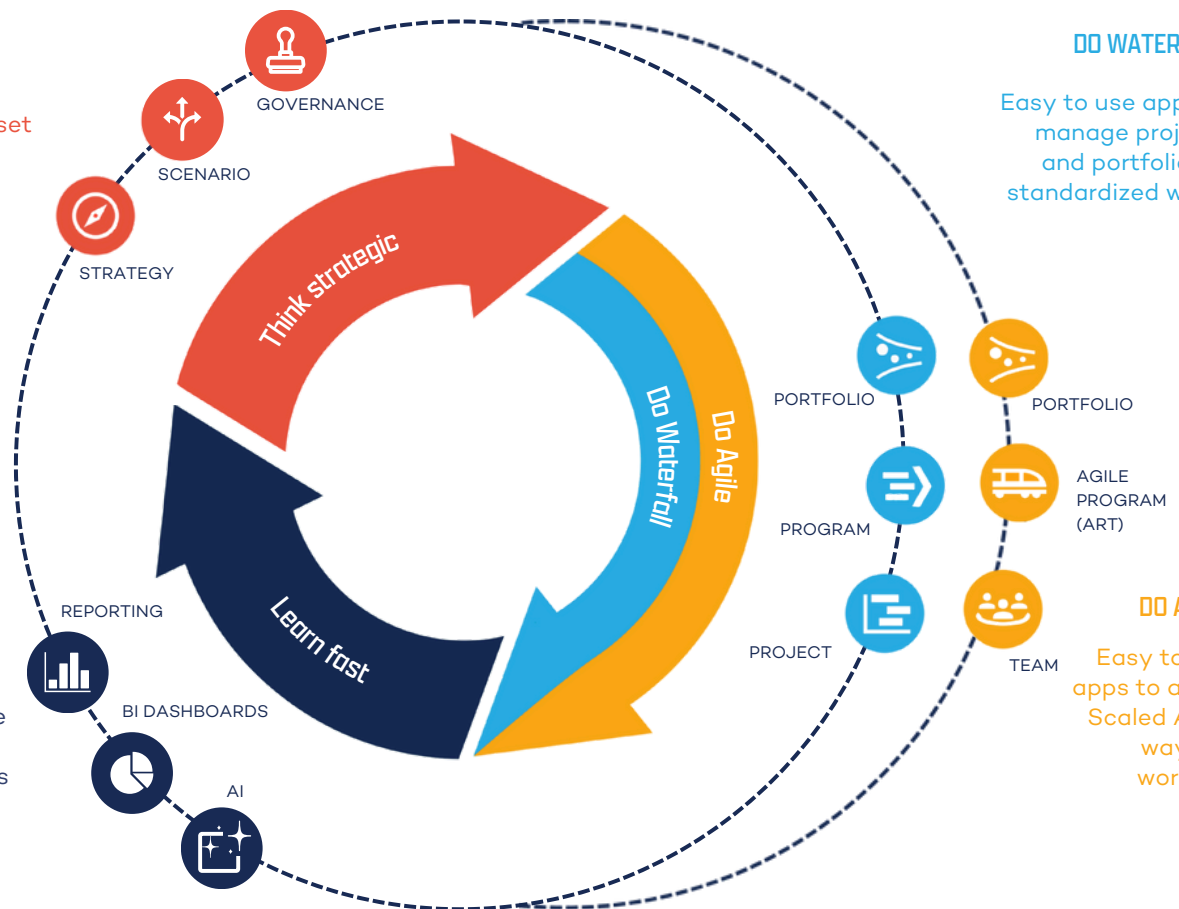 GOVERNANCE
SCENARIO
STRATEGY
set
Think strategic
Do Waterfall
Do Agile
Learn fast
DO WATER
Easy to use app
manage proj
and portfolio
standardized w
PORTFOLIO
PROGRAM
PROJECT
PORTFOLIO
AGILE
PROGRAM
(ART)
TEAM
DO A
Easy to
apps to a
Scaled A
way
wor
REPORTING
BI DASHBOARDS
AI
e
s